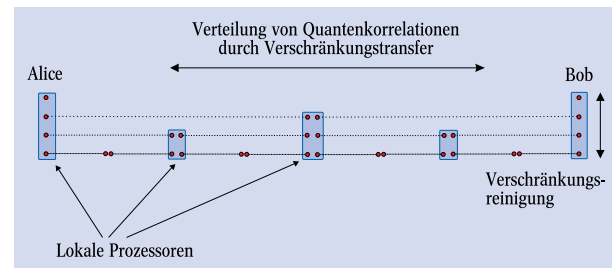 Verteilung von Quantenkorrelationen
durch Verschränkungstransfer
Alice
Bob
Verschränkungs-
reinigung
Lokale Prozessoren